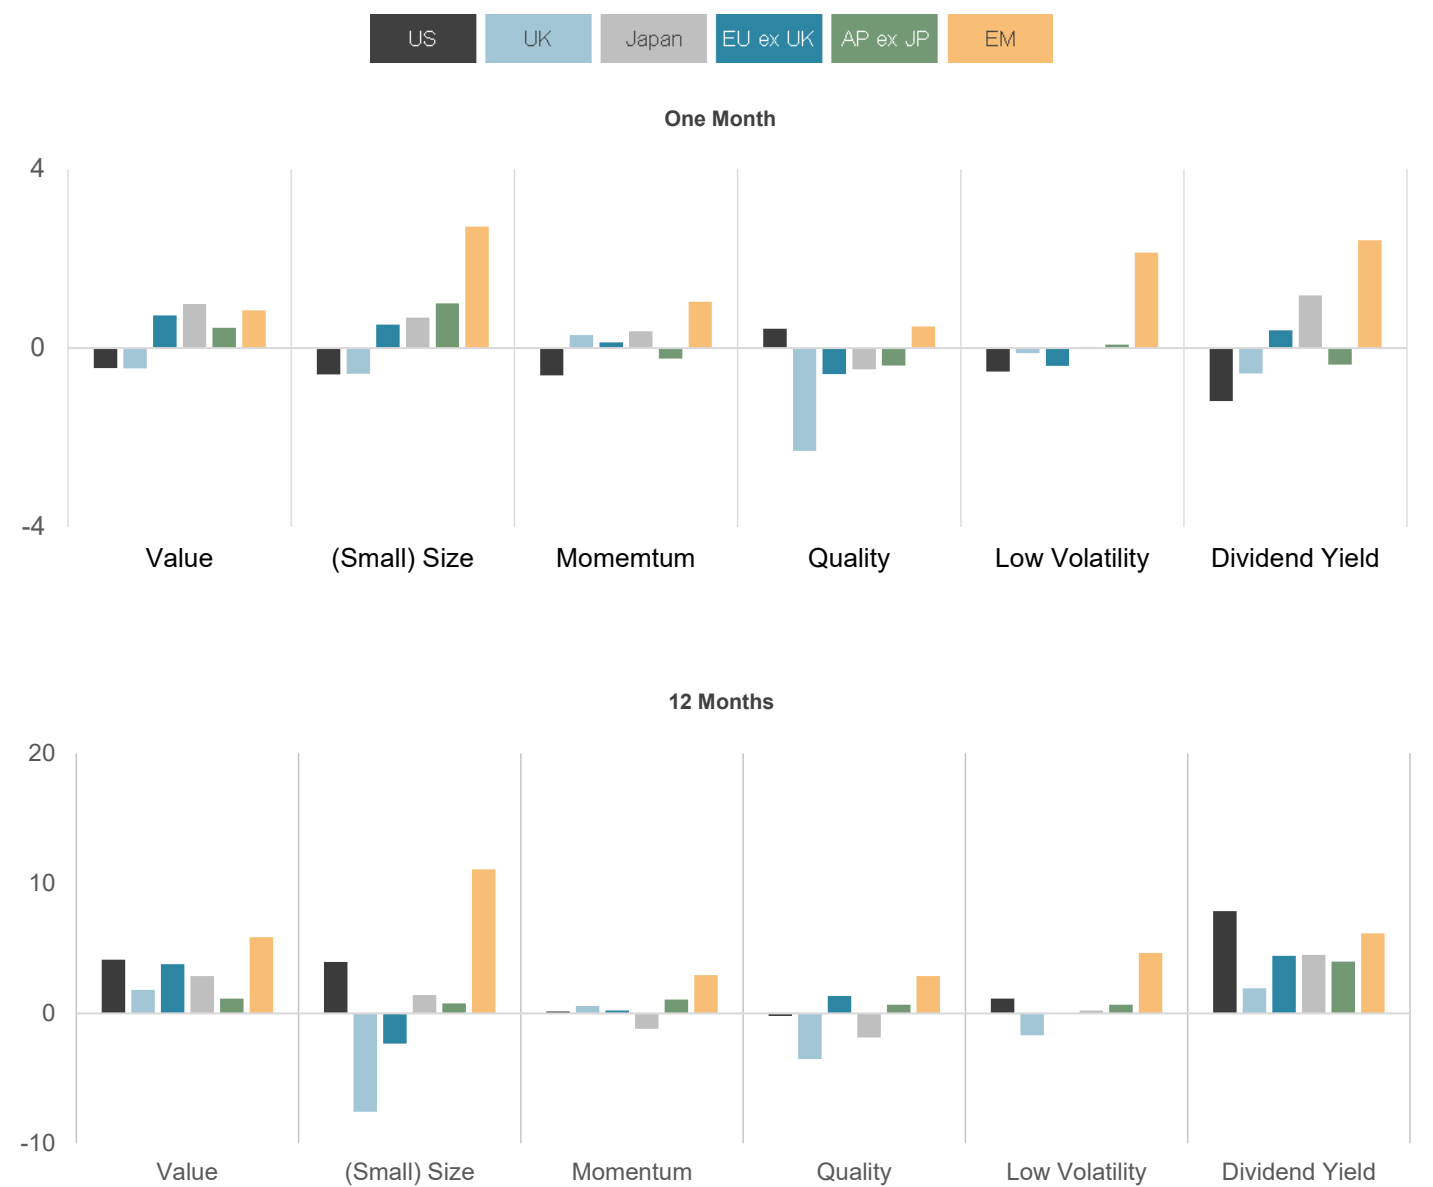 US UK Japan EU ex UK AP ex JP EM
One Month
4
0
-4
Value (Small) Size Momemtum Quality Low Volatility Dividend Yield
12 Months
20
10
0
-10
Value (Small) Size Momentum Quality Low Volatility Dividend Yield